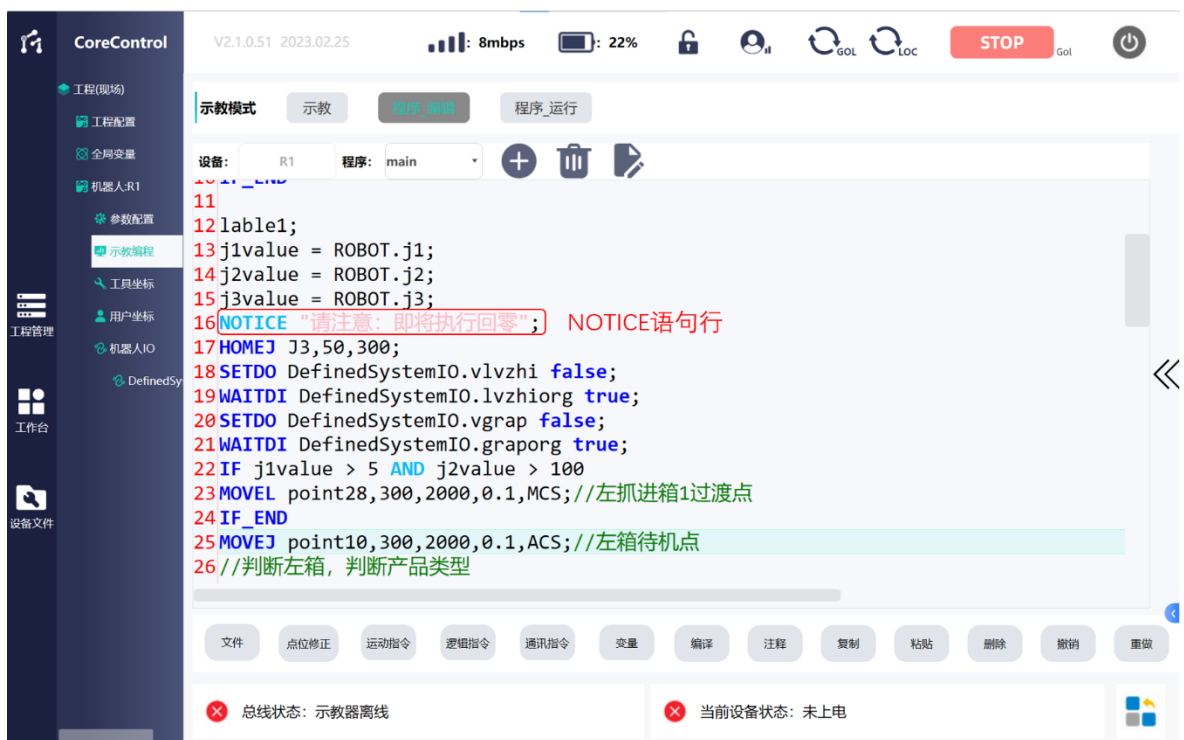 CoreControl
V2.1.0.51 2023.02.25
: 8mbps
: 22%
GOL
LOC
STOP
Gol
工程(现场)
工程配置
全局变量
机器人:R1
参数配置
示教编程
工具坐标
用户坐标
机器人IO
DefinedSy
工程管理
工作台
设备文件
示教模式
示教
程序_编辑
程序_运行
设备:
R1
程序:
main
10 IF_END
11
12 lable1;
13 j1value = ROBOT.j1;
14 j2value = ROBOT.j2;
15 j3value = ROBOT.j3;
16 NOTICE "请注意：即将执行回零";
NOTICE语句行
17 HOMEJ J3,50,300;
18 SETDO DefinedSystemIO.vlvzhi false;
19 WAITDI DefinedSystemIO.lvzhiorg true;
20 SETDO DefinedSystemIO.vgrap false;
21 WAITDI DefinedSystemIO.graporg true;
22 IF j1value > 5 AND j2value > 100
23 MOVEL point28,300,2000,0.1,MCS;//左抓进箱1过渡点
24 IF_END
25 MOVEJ point10,300,2000,0.1,ACS;//左箱待机点
26 //判断左箱，判断产品类型
文件
点位修正
运动指令
逻辑指令
通讯指令
变量
编译
注释
复制
粘贴
删除
撤销
重做
总线状态：示教器离线
当前设备状态：未上电